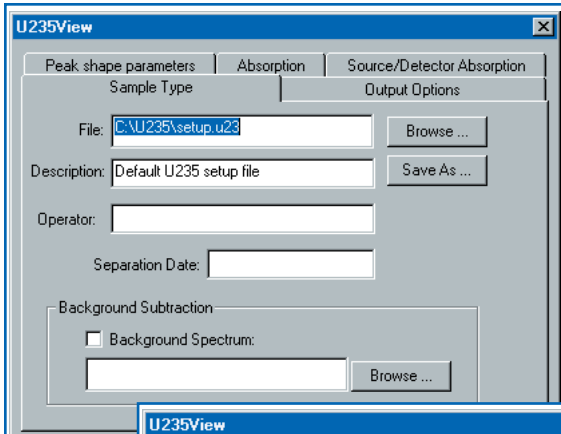 U235View
Peak shape parameters Absorption Source/Detector Absorption
Sample Type Output Options
File: C:\U235\setup.u23 Browse ...
Description: Default U235 setup file Save As ...
Operator:
Separation Date:
Background Subtraction
Background Spectrum:
Browse ...
U235View